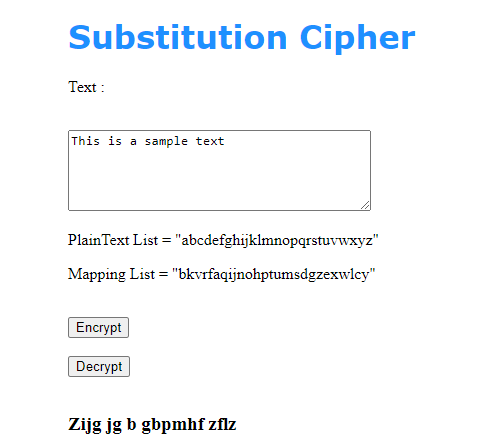 Substitution Cipher
Text :
This is a sample text
PlainText List = "abcdefghijklmnopqrstuvwxyz"
Mapping List = "bkvrfaqijnohptumsdgzexwlcy"
Encrypt
Decrypt
Zijg jg b gbpmhf zflz